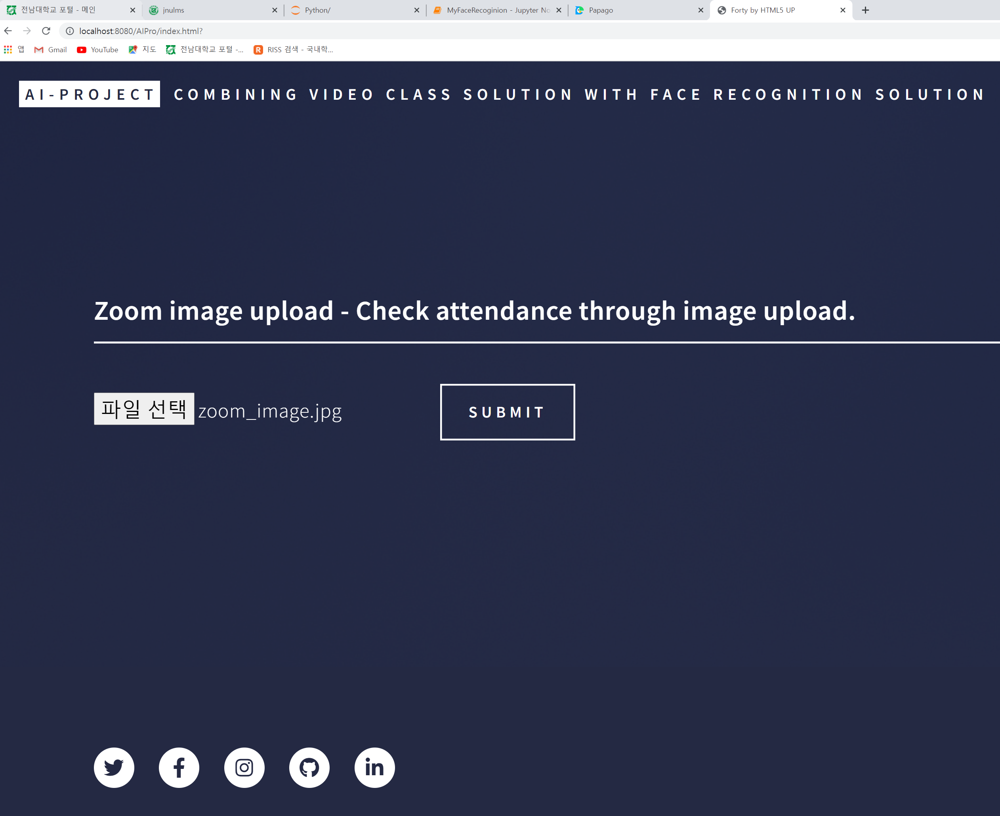 전남대학교 포털 - 메인
jnulms
Python/
MyFaceRecoginion - Jupyter No
Papago
Forty by HTML5 UP
localhost:8080/AIPro/index.html?
앱
Gmail
YouTube
지도
전남대학교 포털 -...
RISS 검색 - 국내학...
AI-PROJECT COMBINING VIDEO CLASS SOLUTION WITH FACE RECOGNITION SOLUTION
Zoom image upload - Check attendance through image upload.
파일 선택 zoom_image.jpg
SUBMIT